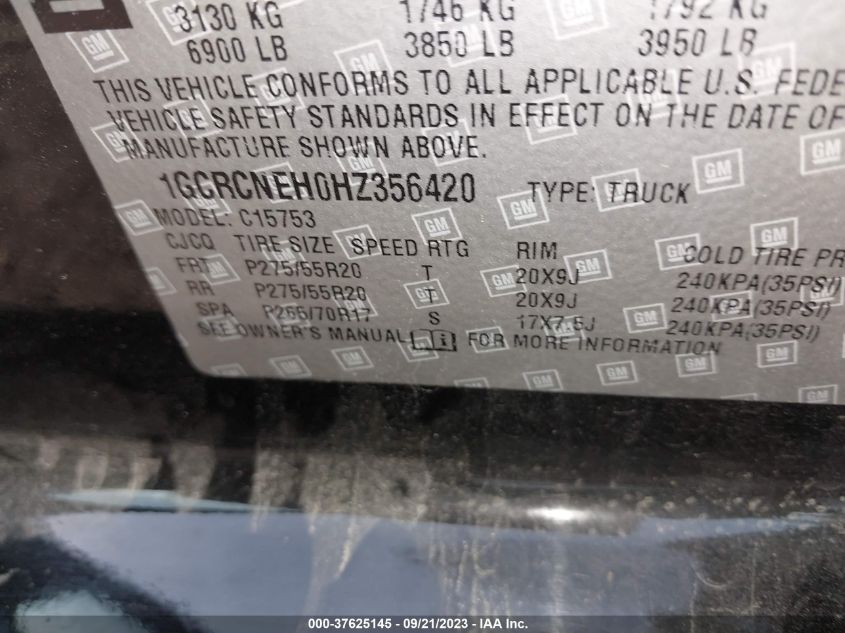 3130 KG 1746 KG 1792 KG
6900 LB 3850 LB 3950 LB
THIS VEHICLE CONFORMS TO ALL APPLICABLE U.S. FEDE
VEHICLE SAFETY STANDARDS IN EFFECT ON THE DATE OF
MANUFACTURE SHOWN ABOVE.
1GCRCNEH0HZ356420 TYPE: TRUCK
MODEL: C15753
CJCQ TIRE SIZE SPEED RTG RIM COLD TIRE PR
FRT P275/55R20 T 20X9J 240KPA(35PSI)
RR P275/55R20 T 20X9J 240KPA(35PSI)
SPA P265/70R17 S 17X7.5J 240KPA(35PSI)
SEE OWNER'S MANUAL i FOR MORE INFORMATION
000-37625145 - 09/21/2023 - IAA Inc.